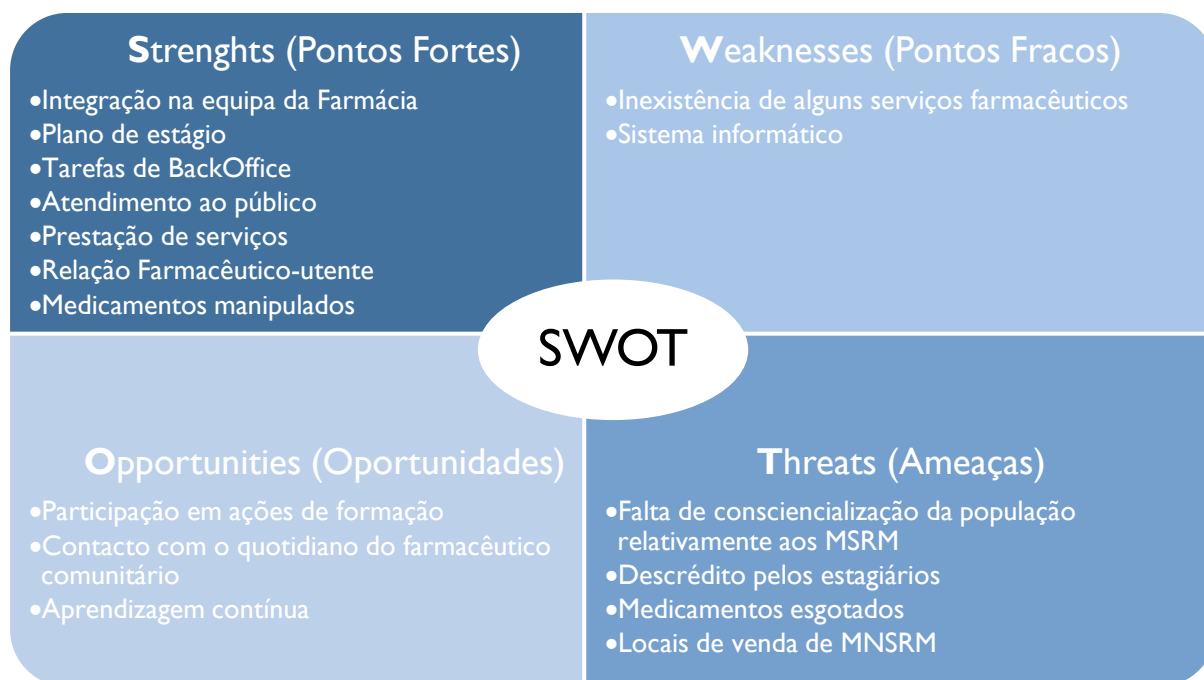 Strenghts (Pontos Fortes)
•Integração na equipa da Farmácia
•Plano de estágio
•Tarefas de BackOffice
•Atendimento ao público
•Prestação de serviços
•Relação Farmacêutico-utente
•Medicamentos manipulados
Weaknesses (Pontos Fracos)
•Inexistência de alguns serviços farmacêuticos
•Sistema informático
SWOT
Opportunities (Oportunidades)
•Participação em ações de formação
•Contacto com o quotidiano do farmacêutico
comunitário
•Aprendizagem contínua
Threats (Ameaças)
•Falta de consciencialização da população
relativamente aos MSRM
•Descrédito pelos estagiários
•Medicamentos esgotados
•Locais de venda de MNSRM